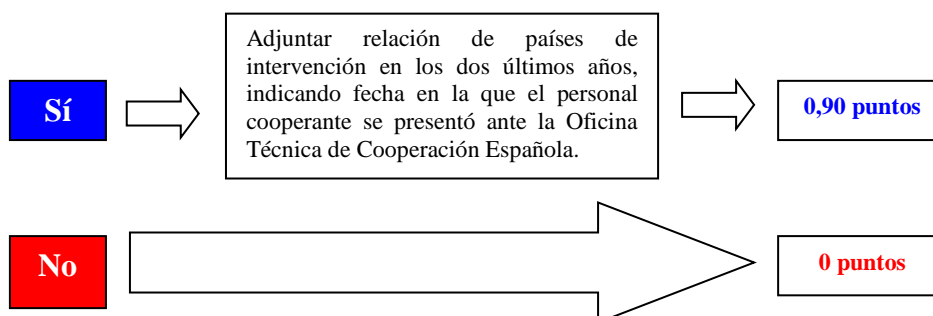 Adjuntar relación de países de
intervención en los dos últimos años,
indicando fecha en la que el personal
cooperante se presentó ante la Oficina
Técnica de Cooperación Española.
Sí
0,90 puntos
No
0 puntos